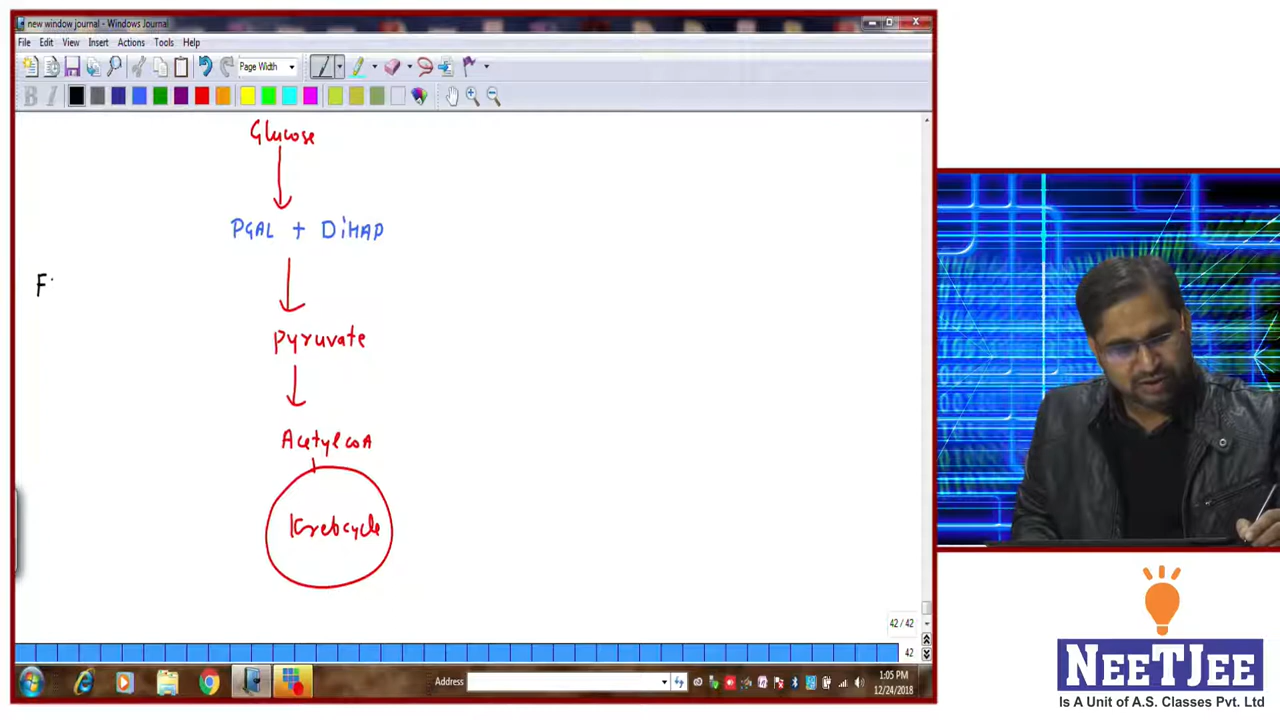 new window journal - Windows Journal
File Edit View Insert Actions Tools Help
Page Width
Glucose
PGAL + DiHAP
F
Pyruvate
AcetylcoA
Krebcycle
42 / 42
42
Address
1:05 PM
12/24/2018
NEETJEE
Is A Unit of A.S. Classes Pvt. Ltd